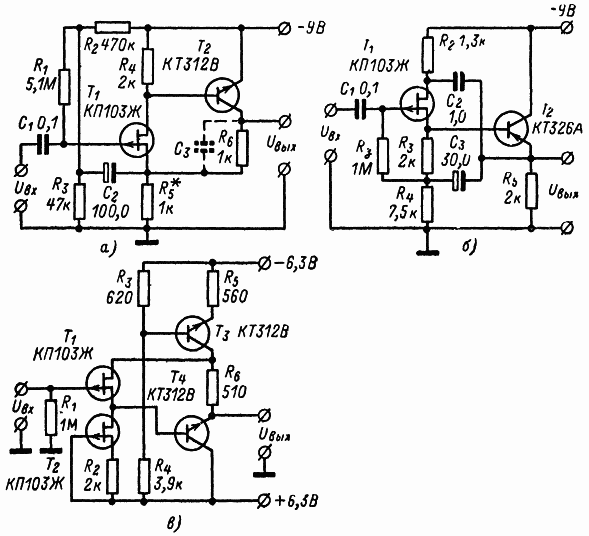 R₂ 470к
R₄
2к
T₂
КТ312В
−9В
R₁
5,1М
T₁
КП103Ж
C₁ 0,1
Uвх
R₃
47к
C₂
100,0
C₃
R₆
1к
Uвых
R₅*
1к
а)
−9В
T₁
КП103Ж
R₂ 1,3к
C₁ 0,1
C₂
1,0
T₂
КТ326А
Uвх
1М
R₃
2к
C₃
30,0
R₄
7,5к
R₅
2к
Uвых
б)
−6,3В
R₃
620
R₅
560
T₃ КТ312В
T₁
КП103Ж
T₄
КТ312В
R₆
510
Uвх
R₁
1М
Uвых
T₂
КП103Ж
R₂
2к
R₄
3,9к
+6,3В
в)